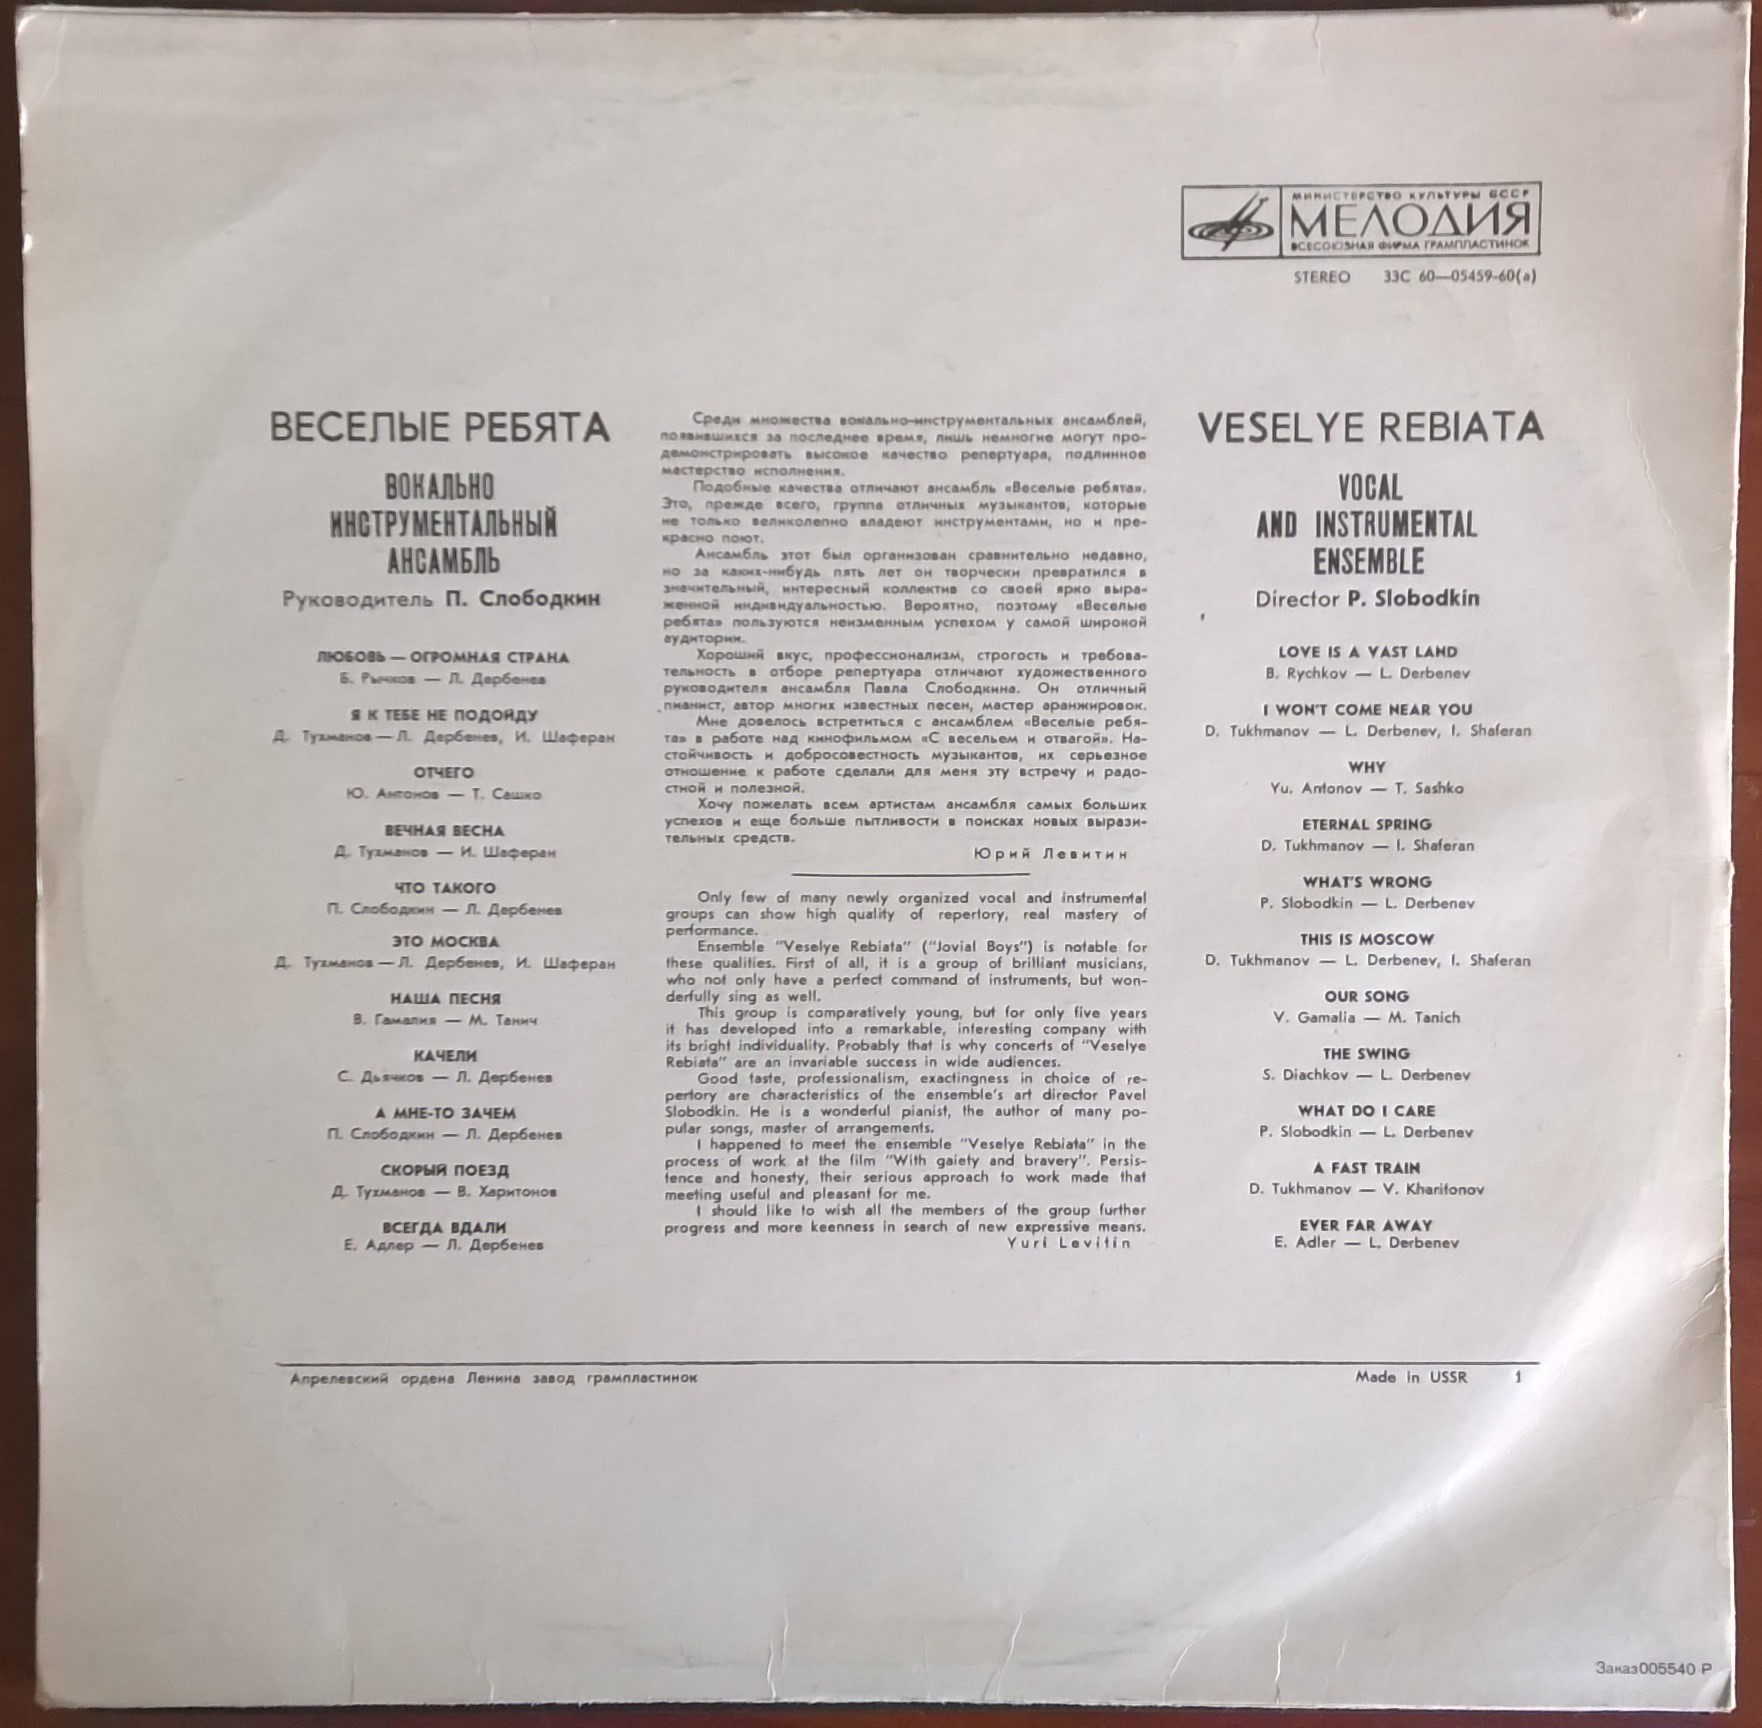 МИНИСТЕРСТВО КУЛЬТУРЫ СССР
МЕЛОДИЯ
ВСЕСОЮЗНАЯ ФИРМА ГРАМПЛАСТИНОК
STEREO 33С 60—05459-60(а)
ВЕСЕЛЫЕ РЕБЯТА
ВОКАЛЬНО
ИНСТРУМЕНТАЛЬНЫЙ
АНСАМБЛЬ
Руководитель П. Слободкин
ЛЮБОВЬ — ОГРОМНАЯ СТРАНА
Б. Рычков — Л. Дербенев
Я К ТЕБЕ НЕ ПОДОЙДУ
Д. Тухманов — Л. Дербенев, И. Шаферан
ОТЧЕГО
Ю. Антонов — Т. Сашко
ВЕЧНАЯ ВЕСНА
Д. Тухманов — И. Шаферан
ЧТО ТАКОГО
П. Слободкин — Л. Дербенев
ЭТО МОСКВА
Д. Тухманов — Л. Дербенев, И. Шаферан
НАША ПЕСНЯ
В. Гамалия — М. Танич
КАЧЕЛИ
С. Дьячков — Л. Дербенев
А МНЕ-ТО ЗАЧЕМ
П. Слободкин — Л. Дербенев
СКОРЫЙ ПОЕЗД
Д. Тухманов — В. Харитонов
ВСЕГДА ВДАЛИ
Е. Адлер — Л. Дербенев
Среди множества вокально-инструментальных ансамблей,
появившихся за последнее время, лишь немногие могут про-
демонстрировать высокое качество репертуара, подлинное
мастерство исполнения.
Подобные качества отличают ансамбль «Веселые ребята».
Это, прежде всего, группа отличных музыкантов, которые
не только великолепно владеют инструментами, но и пре-
красно поют.
Ансамбль этот был организован сравнительно недавно,
но за каких-нибудь пять лет он творчески превратился в
значительный, интересный коллектив со своей ярко выра-
женной индивидуальностью. Вероятно, поэтому «Веселые
ребята» пользуются неизменным успехом у самой широкой
аудитории.
Хороший вкус, профессионализм, строгость и требова-
тельность в отборе репертуара отличают художественного
руководителя ансамбля Павла Слободкина. Он отличный
пианист, автор многих известных песен, мастер аранжировок.
Мне довелось встретиться с ансамблем «Веселые ребя-
та» в работе над кинофильмом «С весельем и отвагой». На-
стойчивость и добросовестность музыкантов, их серьезное
отношение к работе сделали для меня эту встречу и радо-
стной и полезной.
Хочу пожелать всем артистам ансамбля самых больших
успехов и еще больше пытливости в поисках новых вырази-
тельных средств.
Юрий Левитин
Only few of many newly organized vocal and instrumental
groups can show high quality of repertory, real mastery of
performance.
Ensemble "Veselye Rebiata" ("Jovial Boys") is notable for
these qualities. First of all, it is a group of brilliant musicians,
who not only have a perfect command of instruments, but won-
derfully sing as well.
This group is comparatively young, but for only five years
it has developed into a remarkable, interesting company with
its bright individuality. Probably that is why concerts of "Veselye
Rebiata" are an invariable success in wide audiences.
Good taste, professionalism, exactingness in choice of re-
pertory are characteristics of the ensemble's art director Pavel
Slobodkin. He is a wonderful pianist, the author of many po-
pular songs, master of arrangements.
I happened to meet the ensemble "Veselye Rebiata" in the
process of work at the film "With gaiety and bravery". Persis-
tence and honesty, their serious approach to work made that
meeting useful and pleasant for me.
I should like to wish all the members of the group further
progress and more keenness in search of new expressive means.
Yuri Levitin
VESELYE REBIATA
VOCAL
AND INSTRUMENTAL
ENSEMBLE
Director P. Slobodkin
LOVE IS A VAST LAND
B. Rychkov — L. Derbenev
I WON'T COME NEAR YOU
D. Tukhmanov — L. Derbenev, I. Shaferan
WHY
Yu. Antonov — T. Sashko
ETERNAL SPRING
D. Tukhmanov — I. Shaferan
WHAT'S WRONG
P. Slobodkin — L. Derbenev
THIS IS MOSCOW
D. Tukhmanov — L. Derbenev, I. Shaferan
OUR SONG
V. Gamalia — M. Tanich
THE SWING
S. Diachkov — L. Derbenev
WHAT DO I CARE
P. Slobodkin — L. Derbenev
A FAST TRAIN
D. Tukhmanov — V. Kharitonov
EVER FAR AWAY
E. Adler — L. Derbenev
Апрелевский ордена Ленина завод грампластинок
Made in USSR 1
Заказ 005540 Р